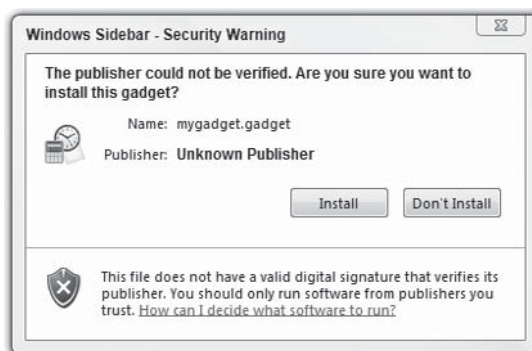 Windows Sidebar - Security Warning
The publisher could not be verified. Are you sure you want to
install this gadget?
Name: mygadget.gadget
Publisher: Unknown Publisher
Install Don't Install
This file does not have a valid digital signature that verifies its
publisher. You should only run software from publishers you
trust. How can I decide what software to run?